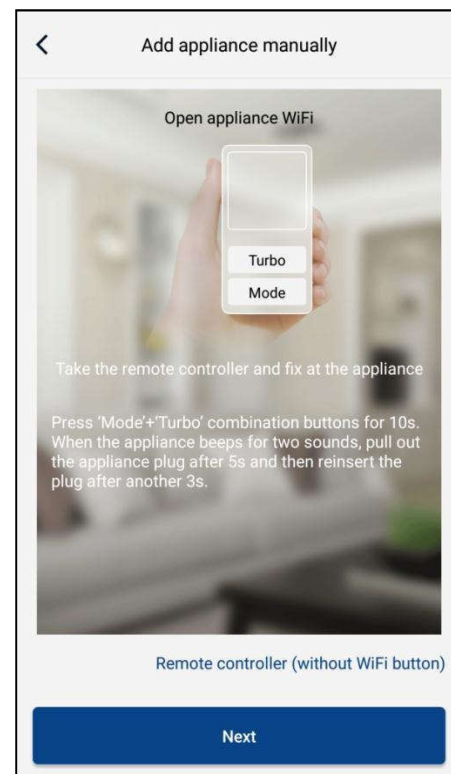 Add appliance manually
Open appliance WiFi
Turbo
Mode
Take the remote controller and fix at the appliance
Press 'Mode'+'Turbo' combination buttons for 10s.
When the appliance beeps for two sounds, pull out
the appliance plug after 5s and then reinsert the
plug after another 3s.
Remote controller (without WiFi button)
Next